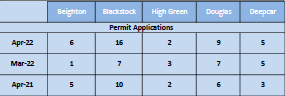 Beighton Blackstock High Green Douglas Deepcar
Permit Applications
Apr-22 6 16 2 9 5
Mar-22 1 7 3 7 5
Apr-21 5 10 2 6 3